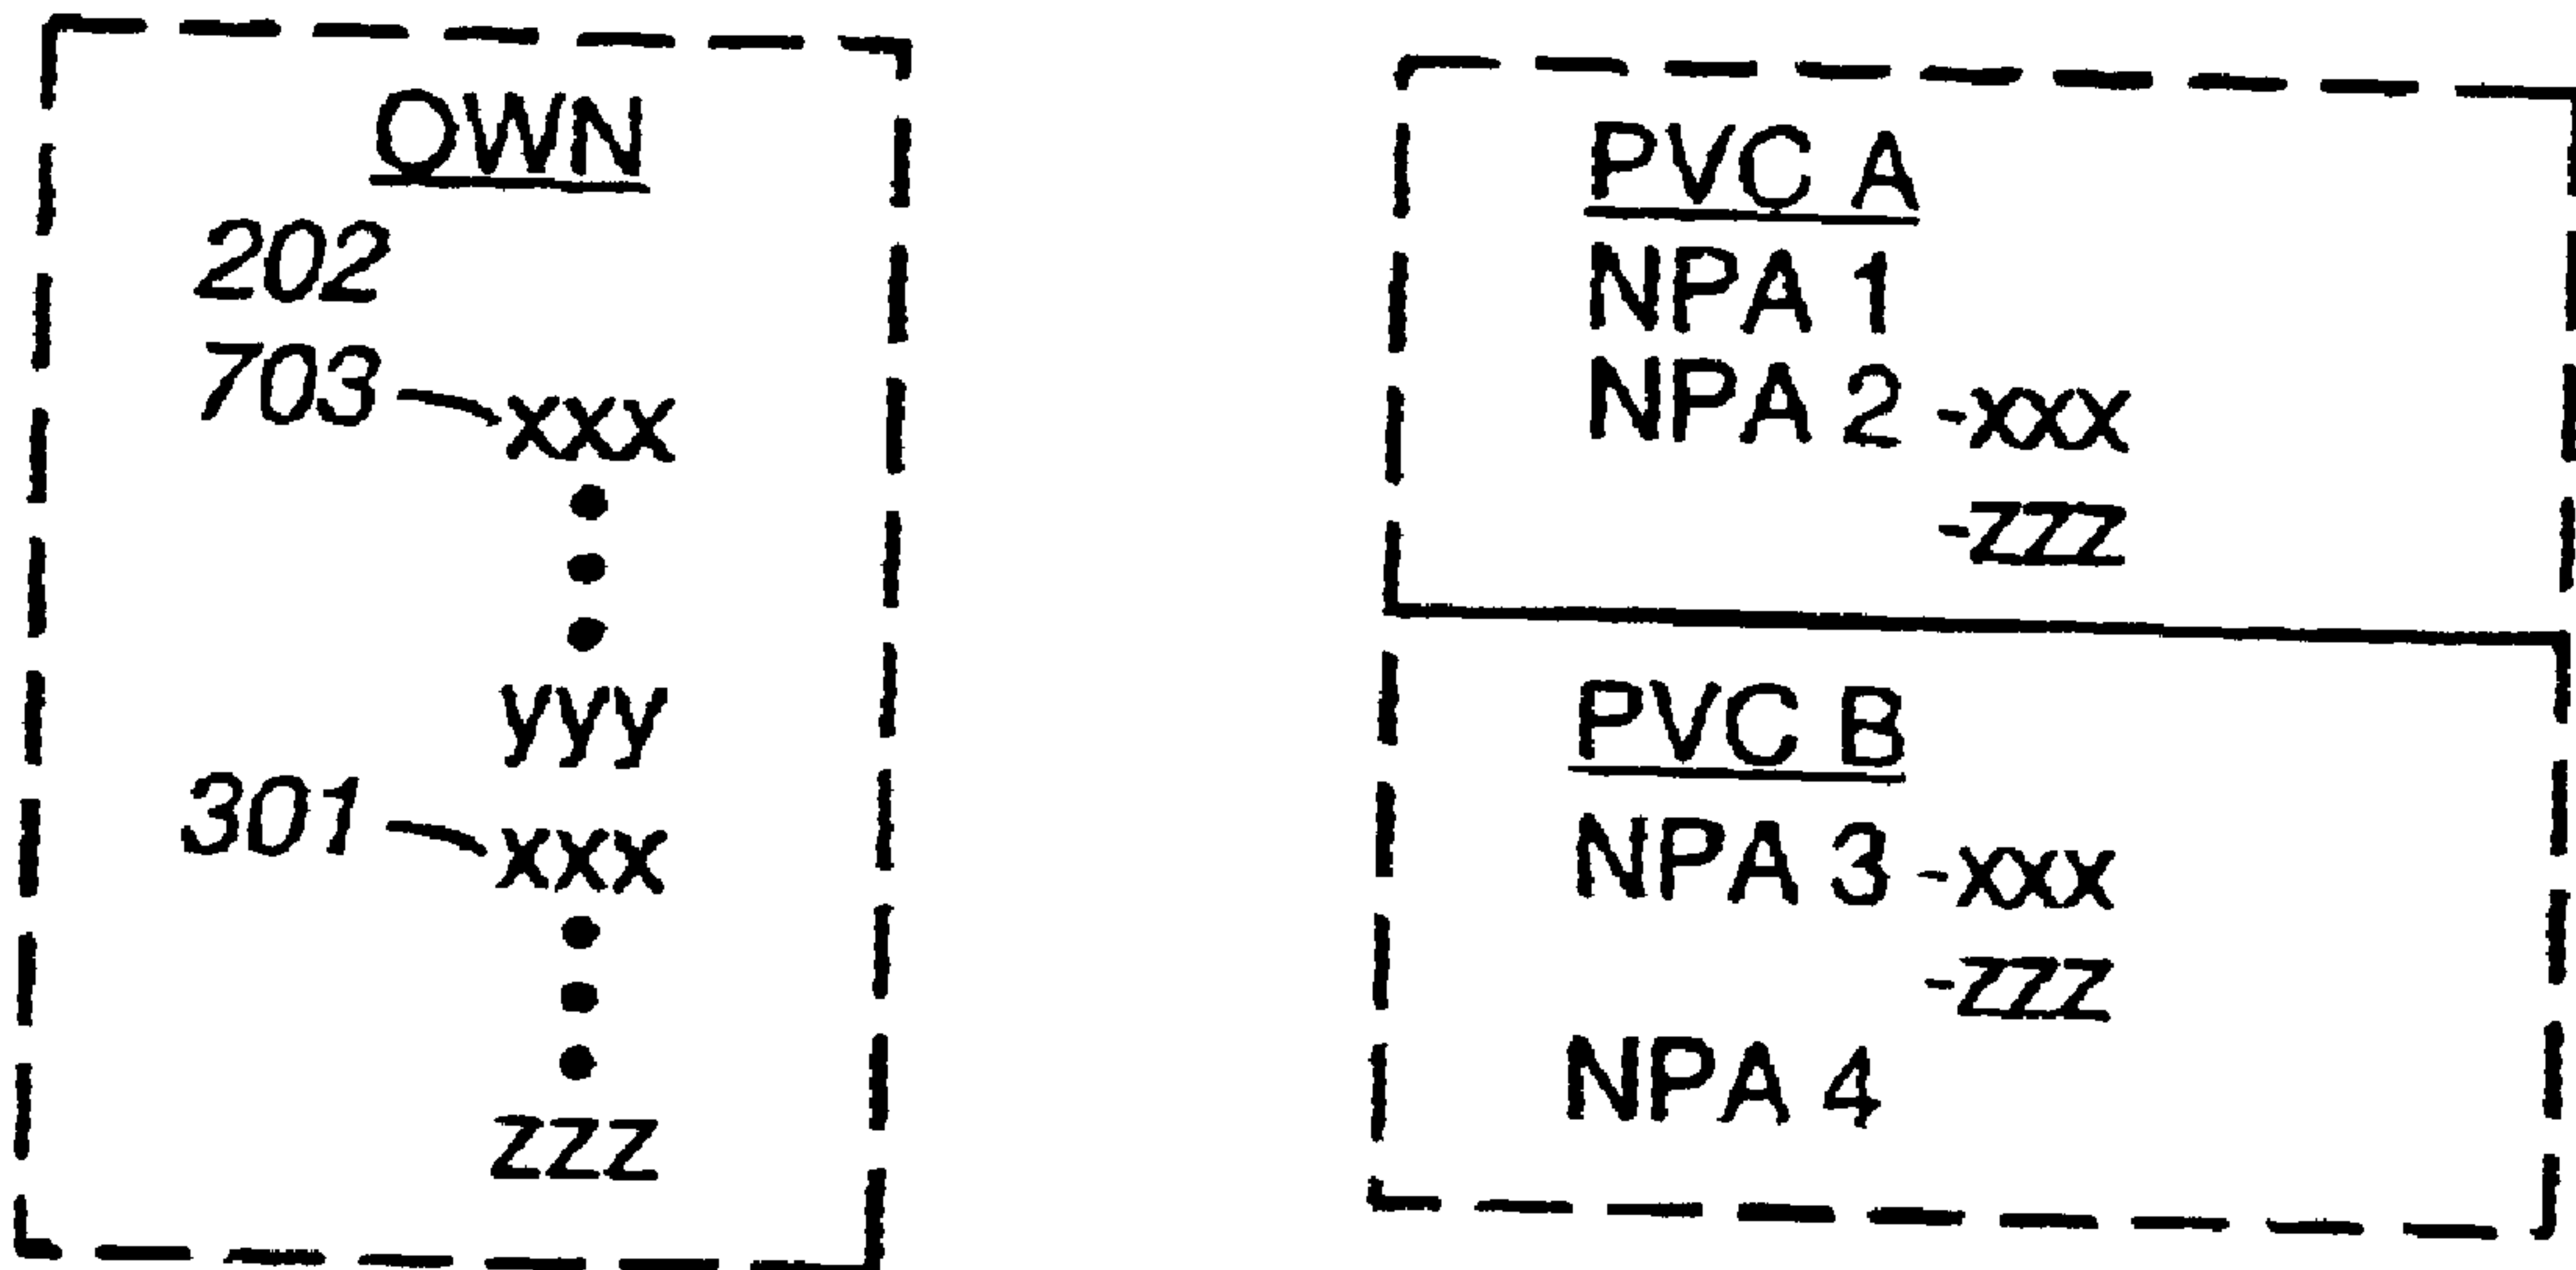 OWN
202
703 xxx
yyy
301 xxx
zzz
PVC A
NPA 1
NPA 2 -xxx
-zzz
PVC B
NPA 3 -xxx
-zzz
NPA 4